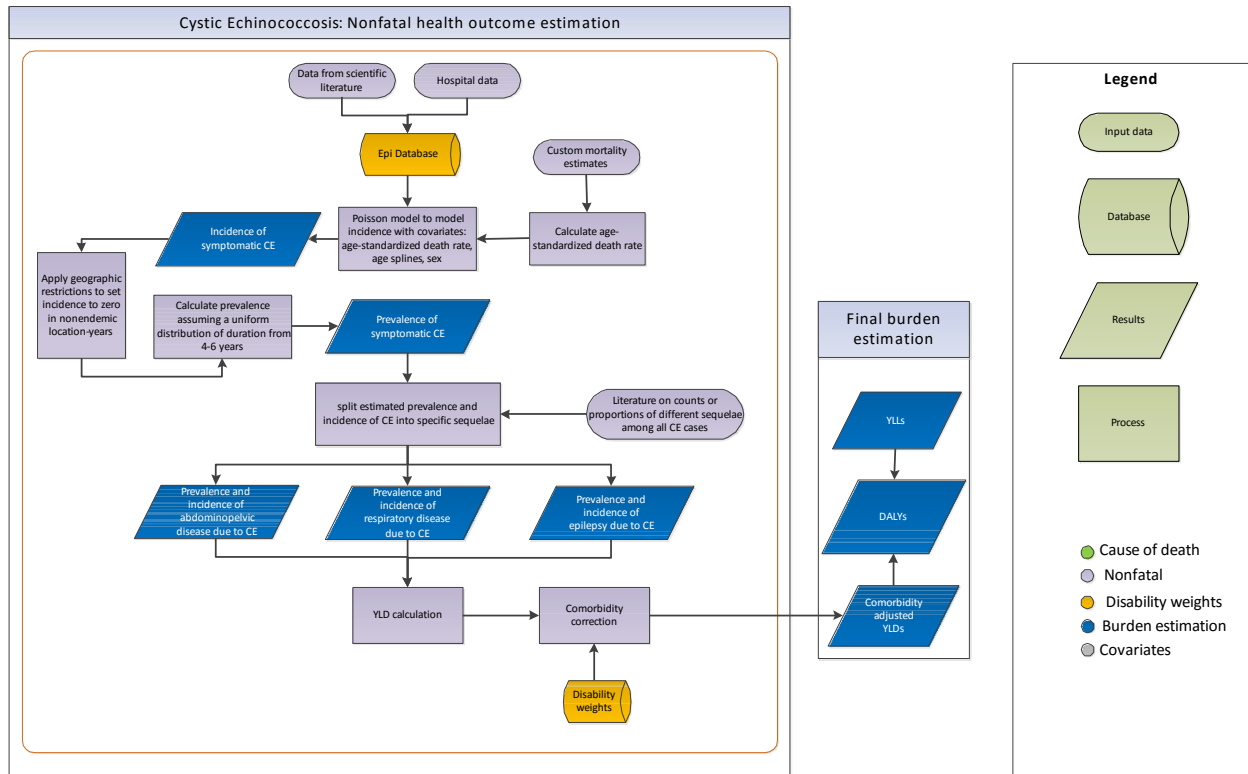 Cystic Echinococcosis: Nonfatal health outcome estimation
Data from scientific
literature
Hospital data
Epi Database
Custom mortality
estimates
Poisson model to model
incidence with covariates:
age-standardized death rate,
age splines, sex
Calculate age-
standardized death rate
Incidence of
symptomatic CE
Apply geographic
restrictions to set
incidence to zero
in nonendemic
location-years
Calculate prevalence
assuming a uniform
distribution of duration from
4-6 years
Prevalence of
symptomatic CE
split estimated prevalence and
incidence of CE into specific sequelae
Literature on counts or
proportions of different sequelae
among all CE cases
Prevalence and
incidence of
abdominopelvic
disease due to CE
Prevalence and
incidence of
respiratory disease
due to CE
Prevalence and
incidence of
epilepsy due to CE
YLD calculation
Comorbidity
correction
Disability
weights
Final burden
estimation
YLLs
DALYs
Comorbidity
adjusted
YLDs
Legend
Input data
Database
Results
Process
Cause of death
Nonfatal
Disability weights
Burden estimation
Covariates